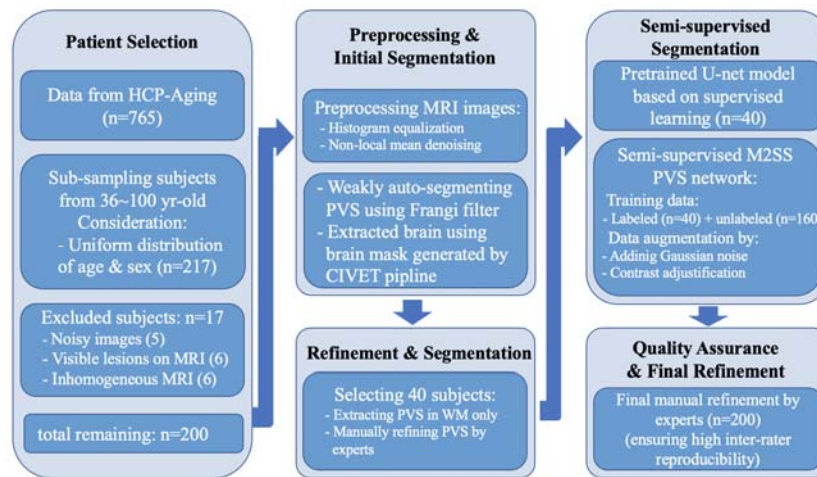 Patient Selection
Data from HCP-Aging
(n=765)
Sub-sampling subjects
from 36~100 yr-old
Consideration:
- Uniform distribution
of age & sex (n=217)
Excluded subjects: n=17
- Noisy images (5)
- Visible lesions on MRI (6)
- Inhomogeneous MRI (6)
total remaining: n=200
Preprocessing &
Initial Segmentation
Preprocessing MRI images:
- Histogram equalization
- Non-local mean denoising
- Weakly auto-segmenting
PVS using Frangi filter
- Extracted brain using
brain mask generated by
CIVET pipline
Refinement & Segmentation
Selecting 40 subjects:
- Extracting PVS in WM only
- Manually refining PVS by
experts
Semi-supervised
Segmentation
Pretrained U-net model
based on supervised
learning (n=40)
Semi-supervised M2SS
PVS network:
Training data:
- Labeled (n=40) + unlabeled (n=160)
Data augmentation by:
- Addinig Gaussian noise
- Contrast adjustification
Quality Assurance
& Final Refinement
Final manual refinement by
experts (n=200)
(ensuring high inter-rater
reproducibility)